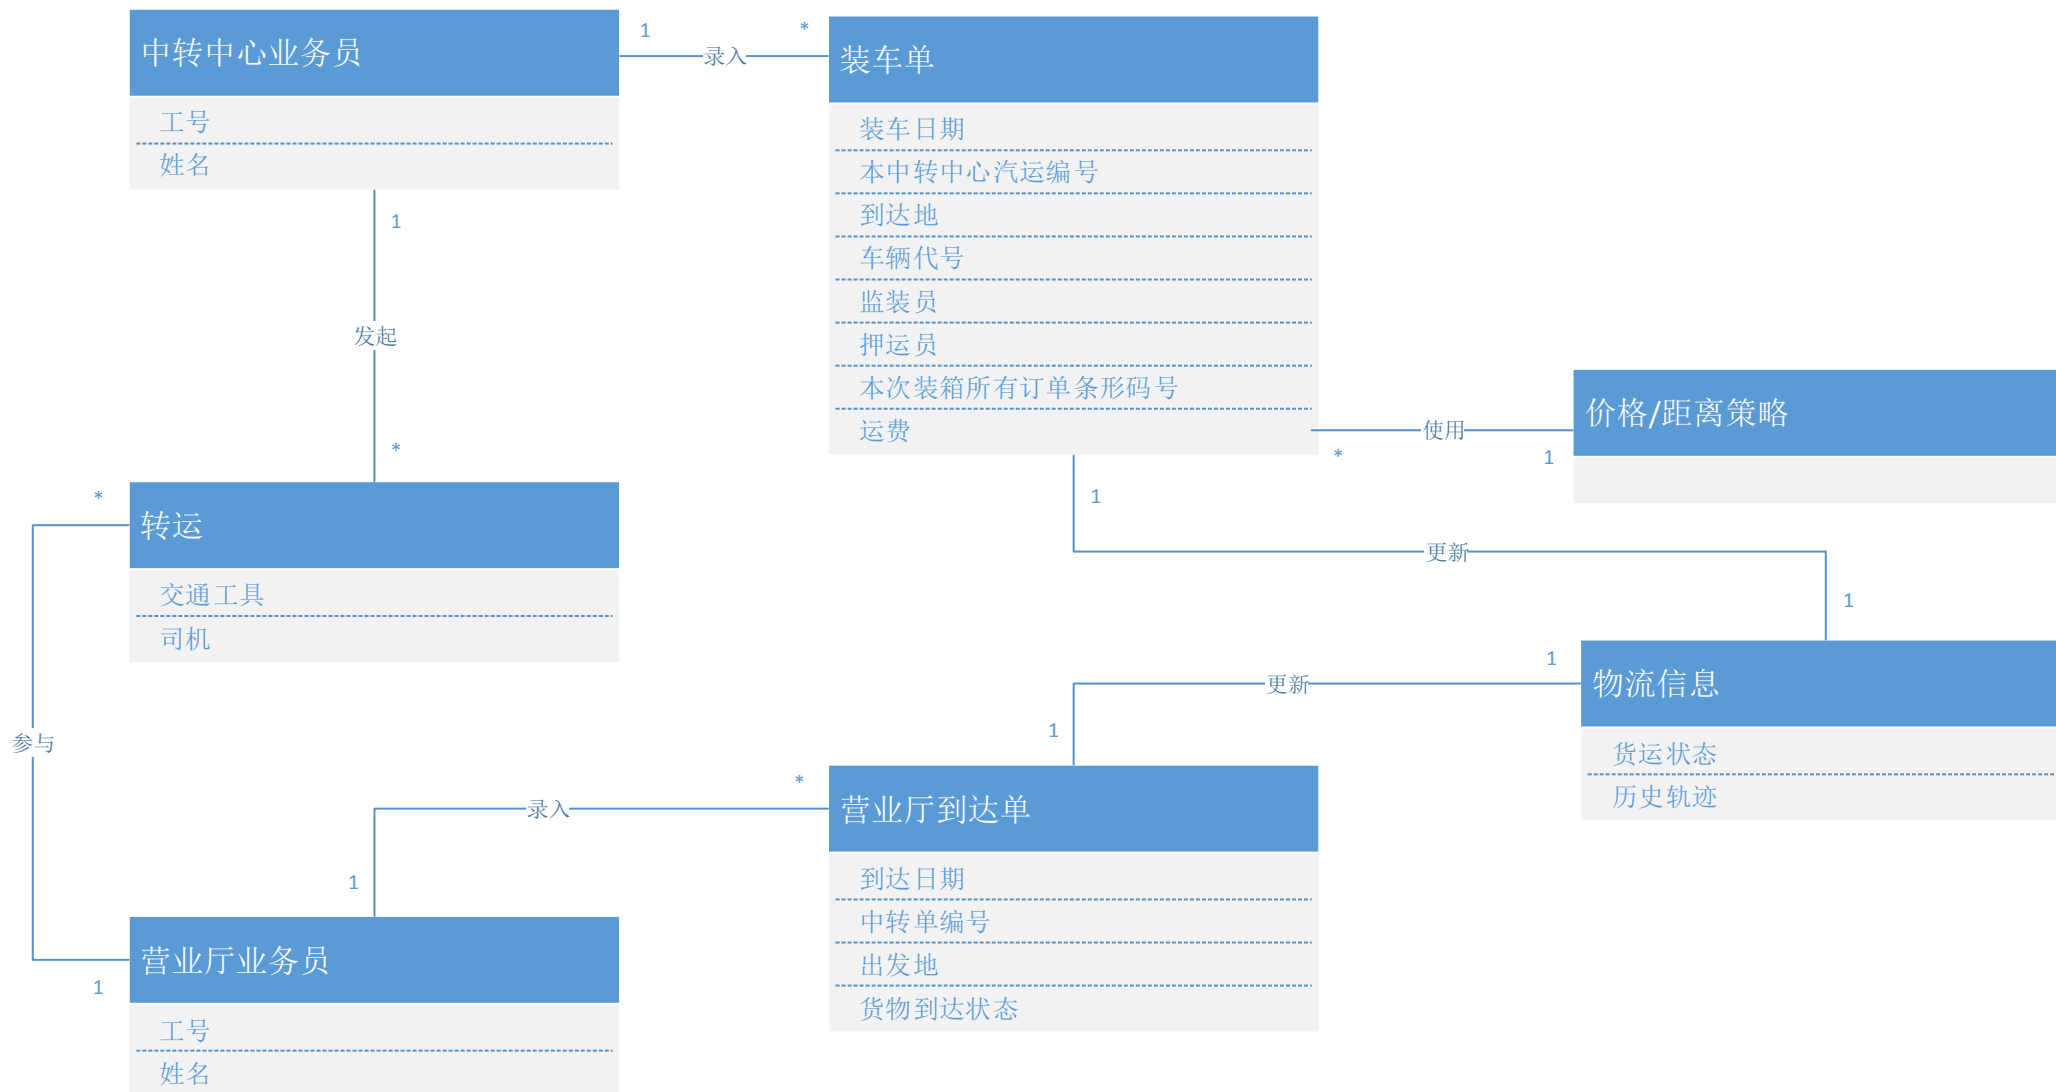 中转中心业务员
工号
姓名
1
录入
*
装车单
装车日期
本中转中心汽运编号
到达地
车辆代号
监装员
押运员
本次装箱所有订单条形码号
运费
1
发起
*
使用
*
1
价格/距离策略
*
转运
交通工具
司机
1
更新
1
参与
1
更新
1
物流信息
货运状态
历史轨迹
1
录入
*
营业厅到达单
到达日期
中转单编号
出发地
货物到达状态
1
营业厅业务员
工号
姓名